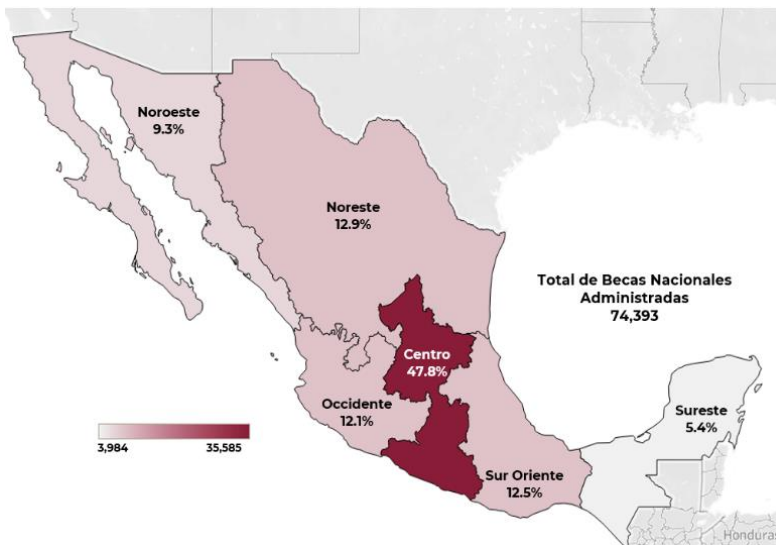 Noroeste
9.3%
Noreste
12.9%
Total de Becas Nacionales
Administradas
74,393
Centro
47.8%
Occidente
12.1%
Sureste
5.4%
3,984
35,585
Sur Oriente
12.5%
Honduras